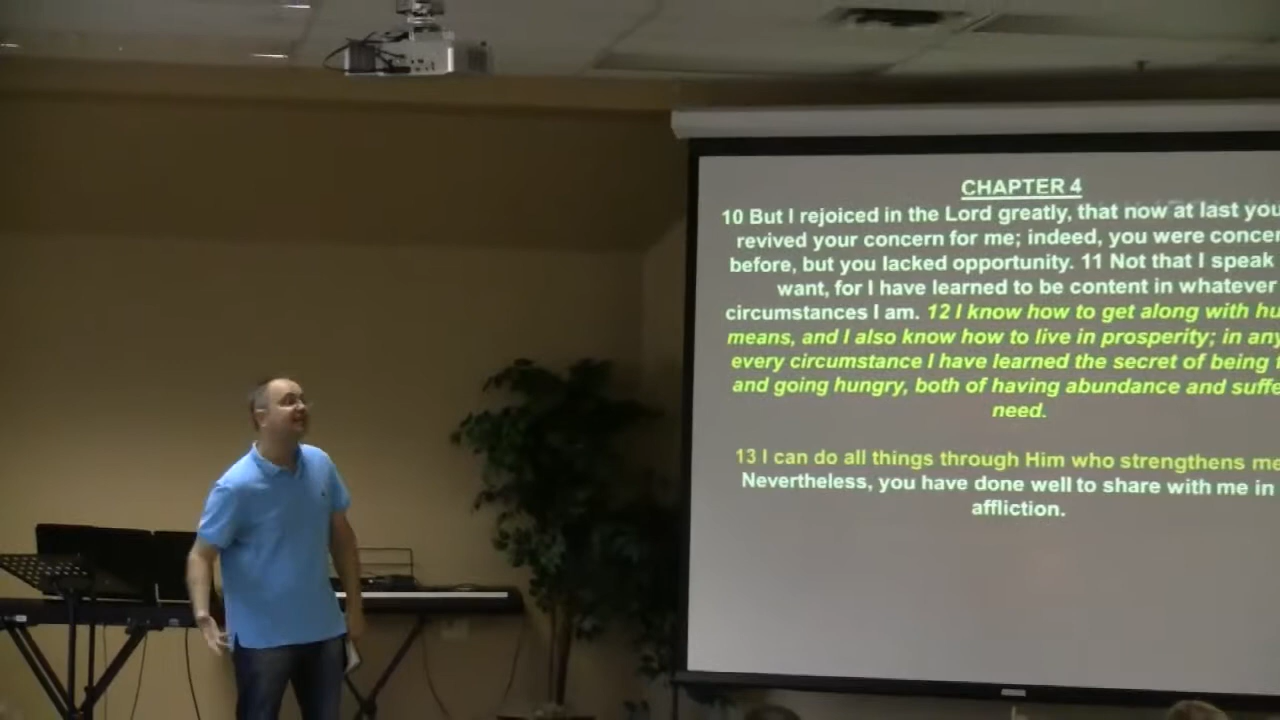 CHAPTER 4
10 But I rejoiced in the Lord greatly, that now at last you
revived your concern for me; indeed, you were concer
before, but you lacked opportunity. 11 Not that I speak
want, for I have learned to be content in whatever
circumstances I am. 12 I know how to get along with hu
means, and I also know how to live in prosperity; in any
every circumstance I have learned the secret of being
and going hungry, both of having abundance and suffe
need.
13 I can do all things through Him who strengthens me
Nevertheless, you have done well to share with me in
affliction.